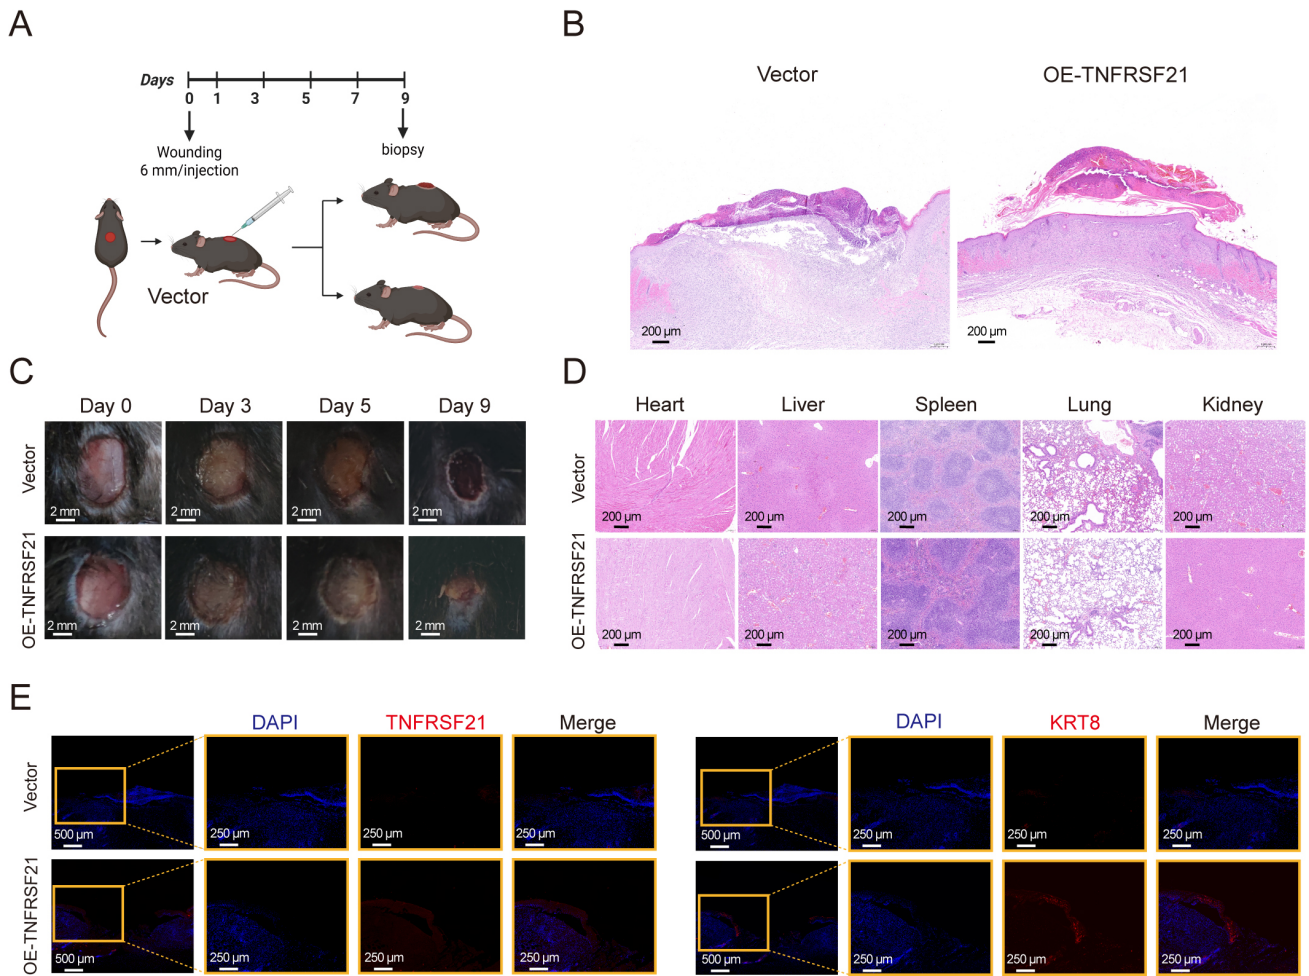 A
Days
0 1 3 5 7 9
Wounding
6 mm/injection
biopsy
Vector
B
Vector OE-TNFRSF21
200 µm 200 µm
C
Day 0 Day 3 Day 5 Day 9
Vector
2 mm 2 mm 2 mm 2 mm
OE-TNFRSF21
2 mm 2 mm 2 mm 2 mm
D
Heart Liver Spleen Lung Kidney
Vector
200 µm 200 µm 200 µm 200 µm 200 µm
OE-TNFRSF21
200 µm 200 µm 200 µm 200 µm 200 µm
E
DAPI TNFRSF21 Merge DAPI KRT8 Merge
Vector
500 µm 250 µm 250 µm 250 µm 500 µm 250 µm 250 µm 250 µm
OE-TNFRSF21
500 µm 250 µm 250 µm 250 µm 500 µm 250 µm 250 µm 250 µm